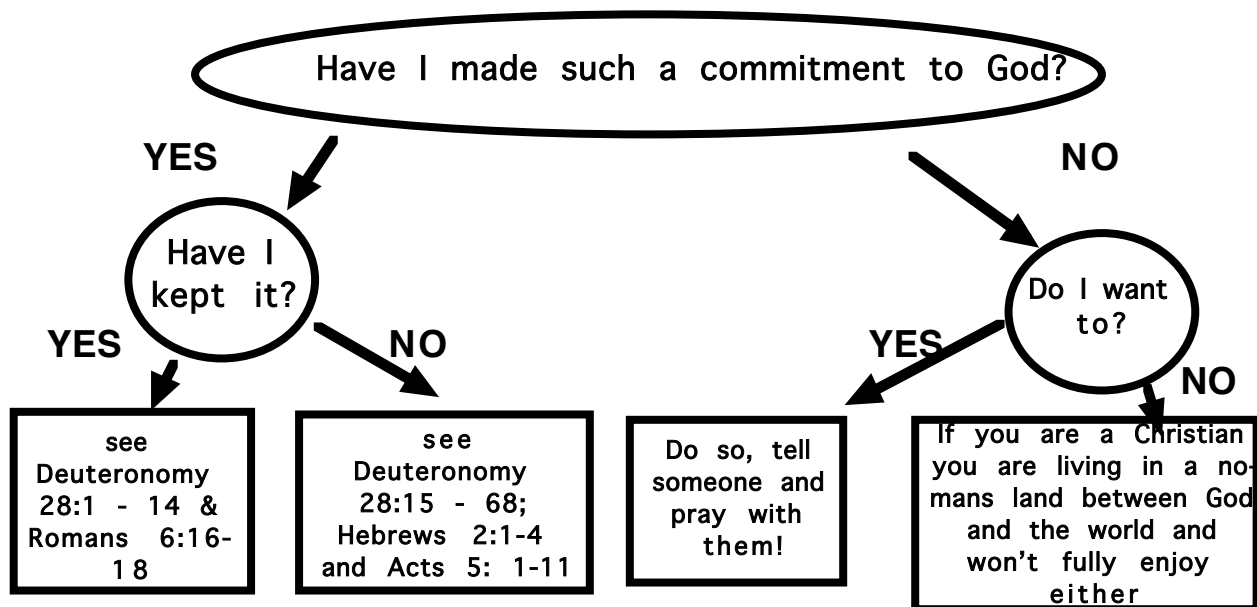 Have I made such a commitment to God?
YES
NO
Have I
kept it?
Do I want
to?
YES
NO
YES
NO
see
Deuteronomy
28:1 - 14 &
Romans 6:16-
18
see
Deuteronomy
28:15 - 68;
Hebrews 2:1-4
and Acts 5: 1-11
Do so, tell
someone and
pray with
them!
If you are a Christian
you are living in a no-
mans land between God
and the world and
won't fully enjoy
either